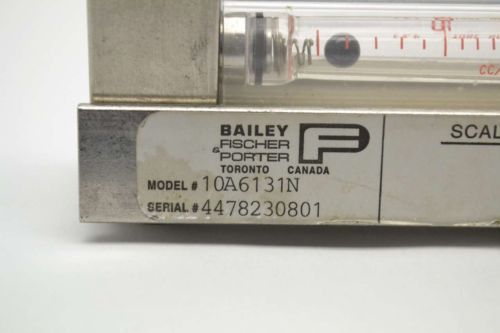 BAILEY
FISCHER
& PORTER
TORONTO CANADA
MODEL # 10A6131N
SERIAL # 4478230801
SCAL